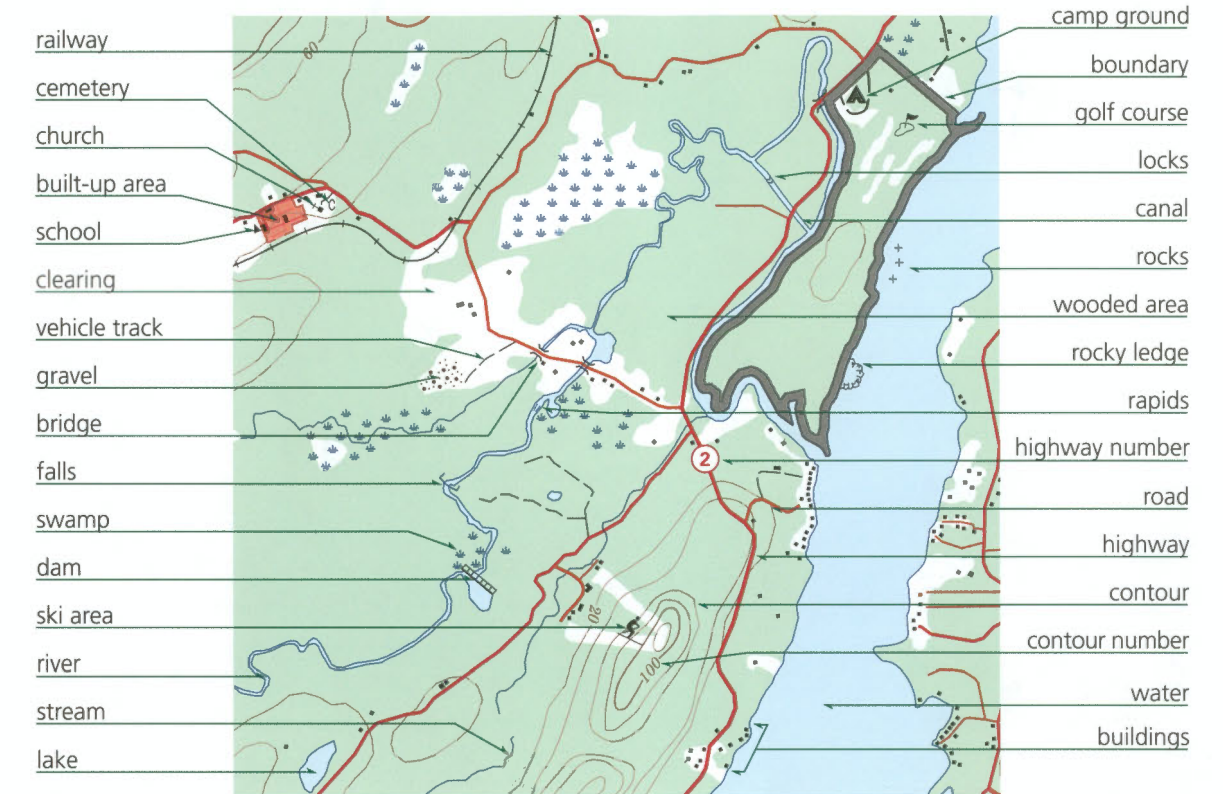 railway
cemetery
church
built-up area
school
clearing
vehicle track
gravel
bridge
falls
swamp
dam
ski area
river
stream
lake
60
C
2
20
100
camp ground
boundary
golf course
locks
canal
rocks
wooded area
rocky ledge
rapids
highway number
road
highway
contour
contour number
water
buildings